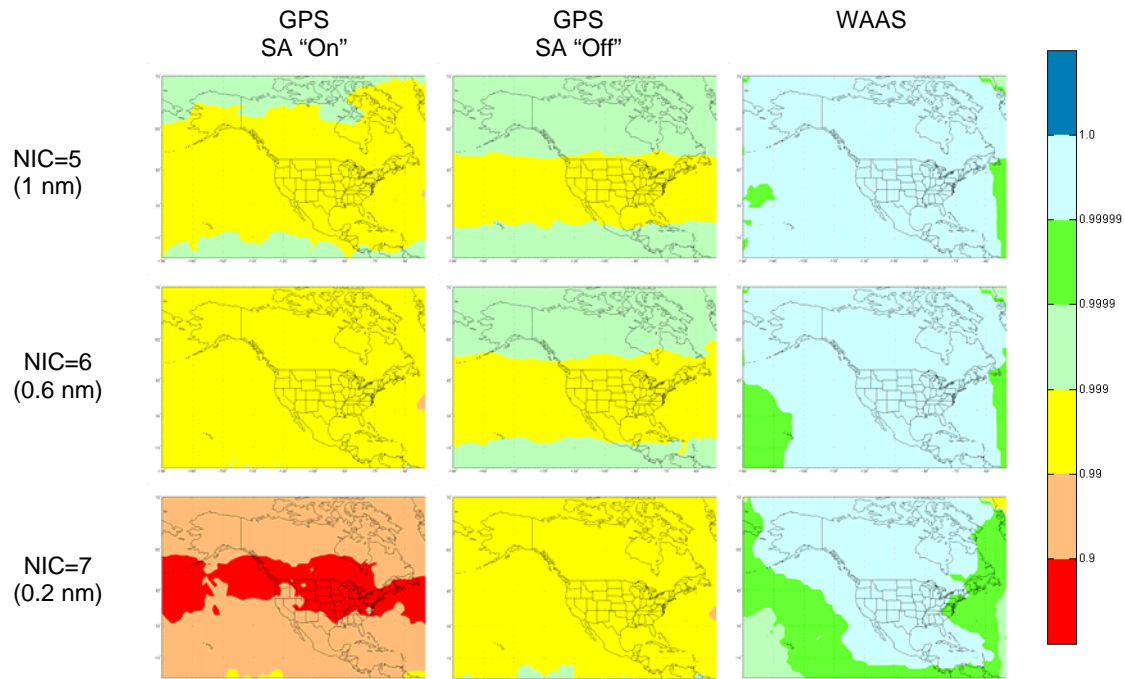 GPS
SA “On”
GPS
SA “Off”
WAAS
NIC=5
(1 nm)
NIC=6
(0.6 nm)
NIC=7
(0.2 nm)
1.0
0.99999
0.9999
0.999
0.99
0.9